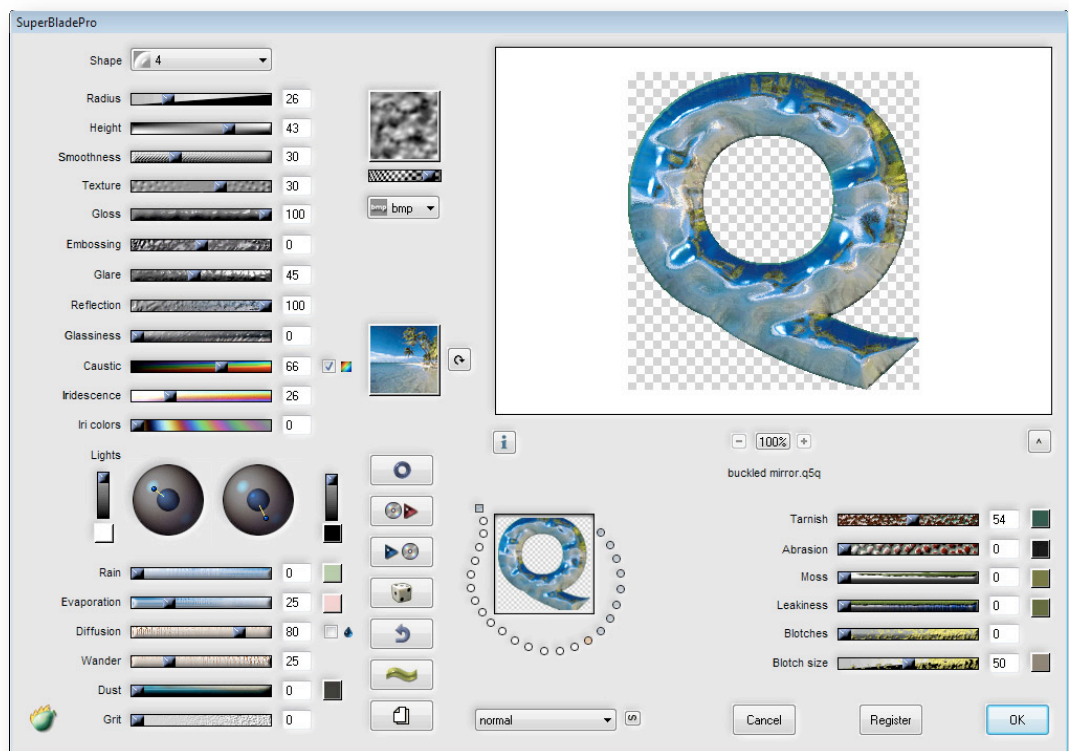 SuperBladePro
Shape 4
Radius 26
Height 43
Smoothness 30
Texture 30
Gloss 100
bmp bmp
Embossing 0
Glare 45
Reflection 100
Glassiness 0
Caustic 66
Iridescence 26
Iri colors 0
i
100%
buckled mirror.q5q
Lights
Tarnish 54
Abrasion 0
Moss 0
Leakiness 0
Blotches 0
Blotch size 50
Rain 0
Evaporation 25
Diffusion 80
Wander 25
Dust 0
Grit 0
normal
S
Cancel
Register
OK